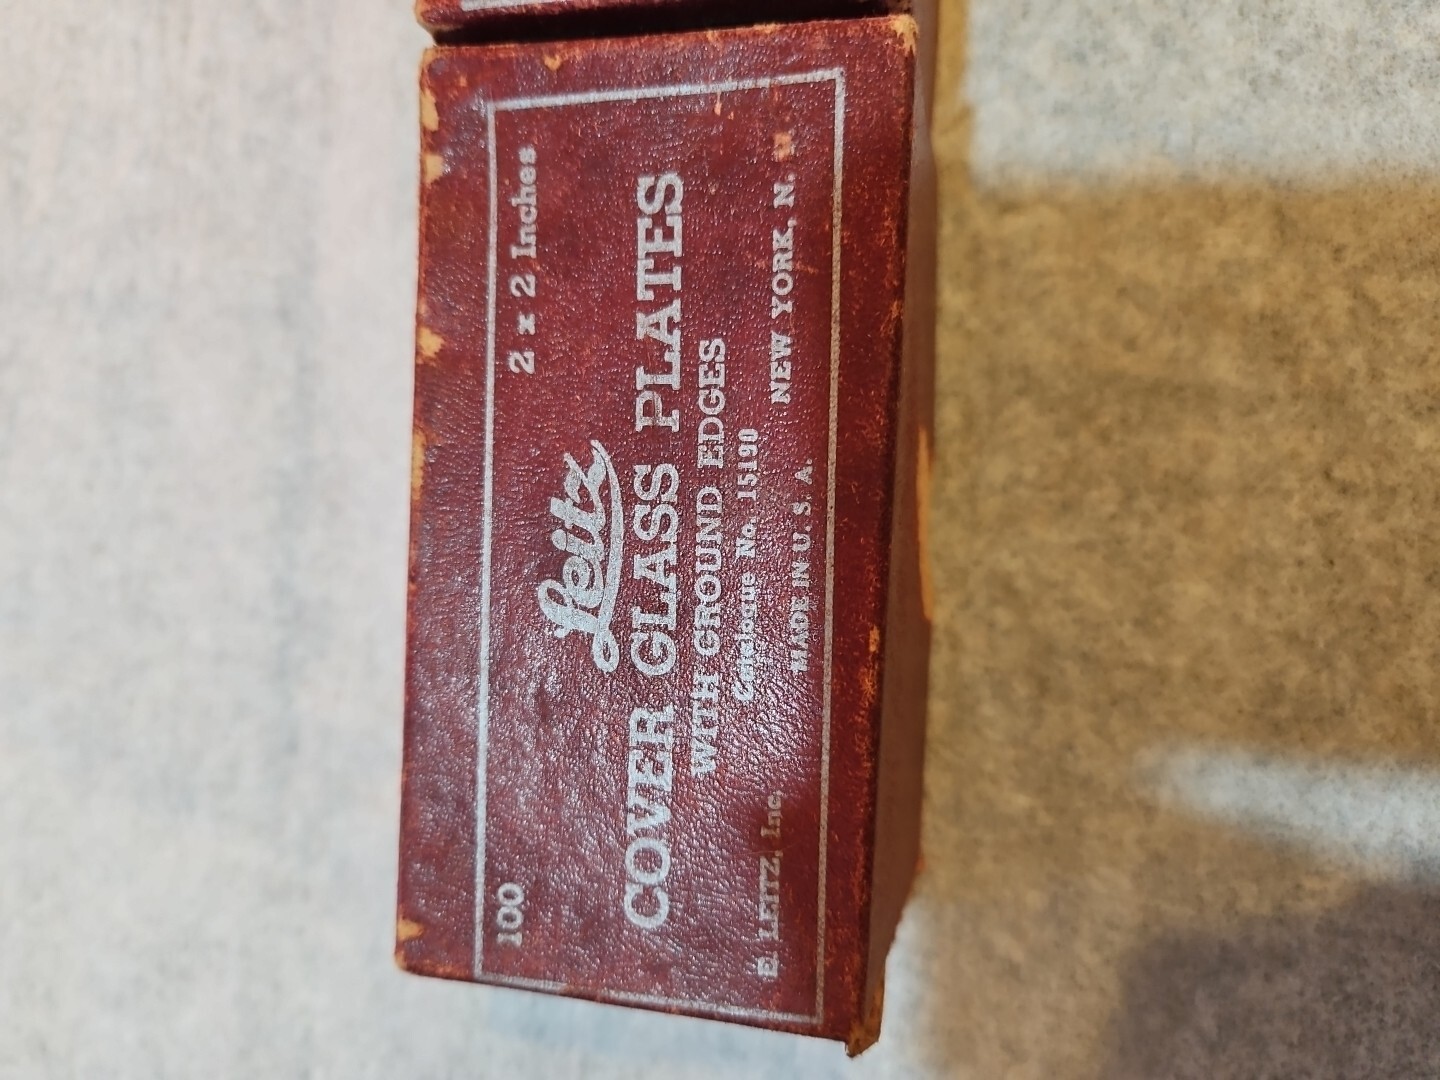 100 2 x 2 Inches
Leitz
COVER GLASS PLATES
WITH GROUND EDGES
Catalogue No. 15190
E. LEITZ, Inc. NEW YORK, N.
MADE IN U. S. A.